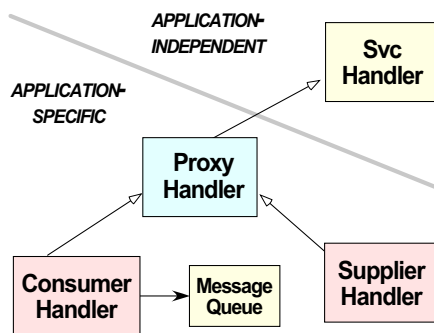 APPLICATION-
INDEPENDENT
Svc
Handler
APPLICATION-
SPECIFIC
Proxy
Handler
Consumer
Handler
Message
Queue
Supplier
Handler